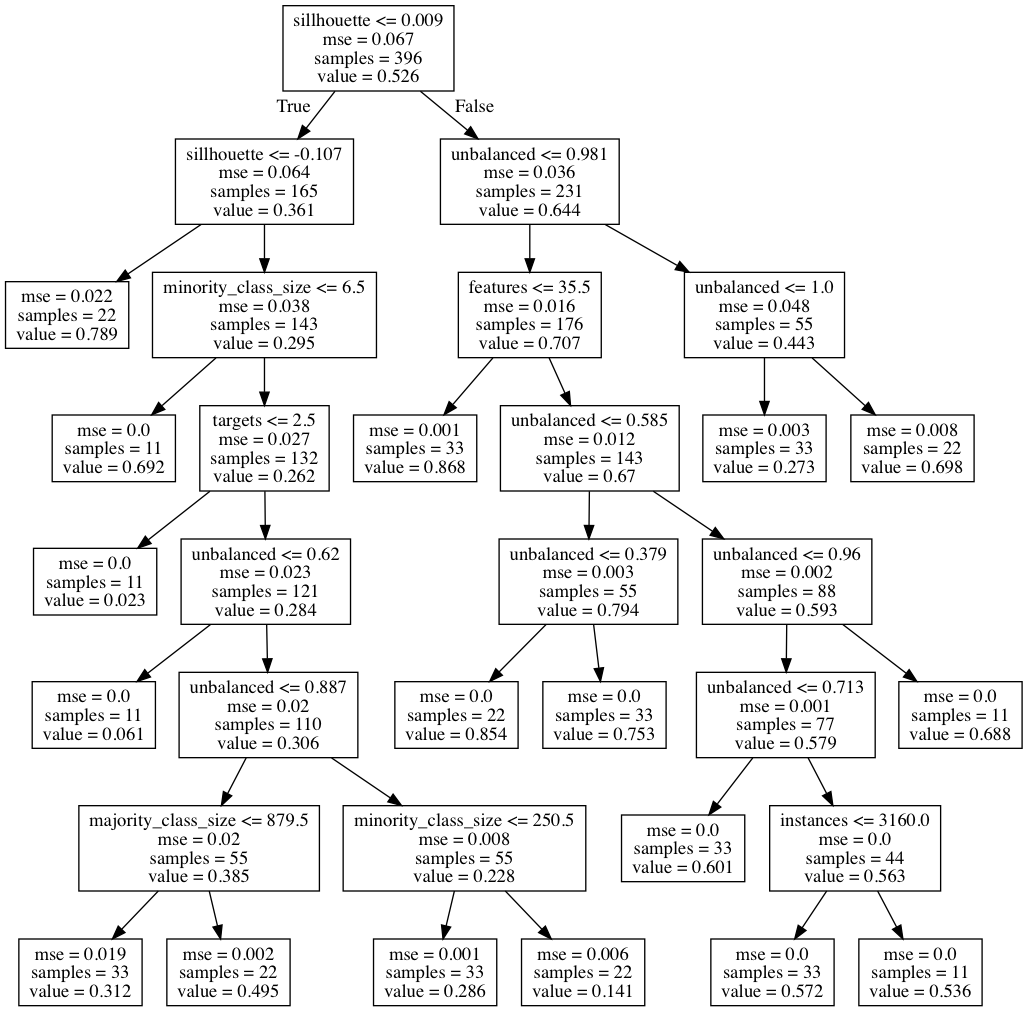 sillhouette <= 0.009
mse = 0.067
samples = 396
value = 0.526
True
False
sillhouette <= -0.107
mse = 0.064
samples = 165
value = 0.361
unbalanced <= 0.981
mse = 0.036
samples = 231
value = 0.644
mse = 0.022
samples = 22
value = 0.789
minority_class_size <= 6.5
mse = 0.038
samples = 143
value = 0.295
features <= 35.5
mse = 0.016
samples = 176
value = 0.707
unbalanced <= 1.0
mse = 0.048
samples = 55
value = 0.443
mse = 0.0
samples = 11
value = 0.692
targets <= 2.5
mse = 0.027
samples = 132
value = 0.262
mse = 0.001
samples = 33
value = 0.868
unbalanced <= 0.585
mse = 0.012
samples = 143
value = 0.67
mse = 0.003
samples = 33
value = 0.273
mse = 0.008
samples = 22
value = 0.698
mse = 0.0
samples = 11
value = 0.023
unbalanced <= 0.62
mse = 0.023
samples = 121
value = 0.284
unbalanced <= 0.379
mse = 0.003
samples = 55
value = 0.794
unbalanced <= 0.96
mse = 0.002
samples = 88
value = 0.593
mse = 0.0
samples = 11
value = 0.061
unbalanced <= 0.887
mse = 0.02
samples = 110
value = 0.306
mse = 0.0
samples = 22
value = 0.854
mse = 0.0
samples = 33
value = 0.753
unbalanced <= 0.713
mse = 0.001
samples = 77
value = 0.579
mse = 0.0
samples = 11
value = 0.688
majority_class_size <= 879.5
mse = 0.02
samples = 55
value = 0.385
minority_class_size <= 250.5
mse = 0.008
samples = 55
value = 0.228
mse = 0.0
samples = 33
value = 0.601
instances <= 3160.0
mse = 0.0
samples = 44
value = 0.563
mse = 0.019
samples = 33
value = 0.312
mse = 0.002
samples = 22
value = 0.495
mse = 0.001
samples = 33
value = 0.286
mse = 0.006
samples = 22
value = 0.141
mse = 0.0
samples = 33
value = 0.572
mse = 0.0
samples = 11
value = 0.536